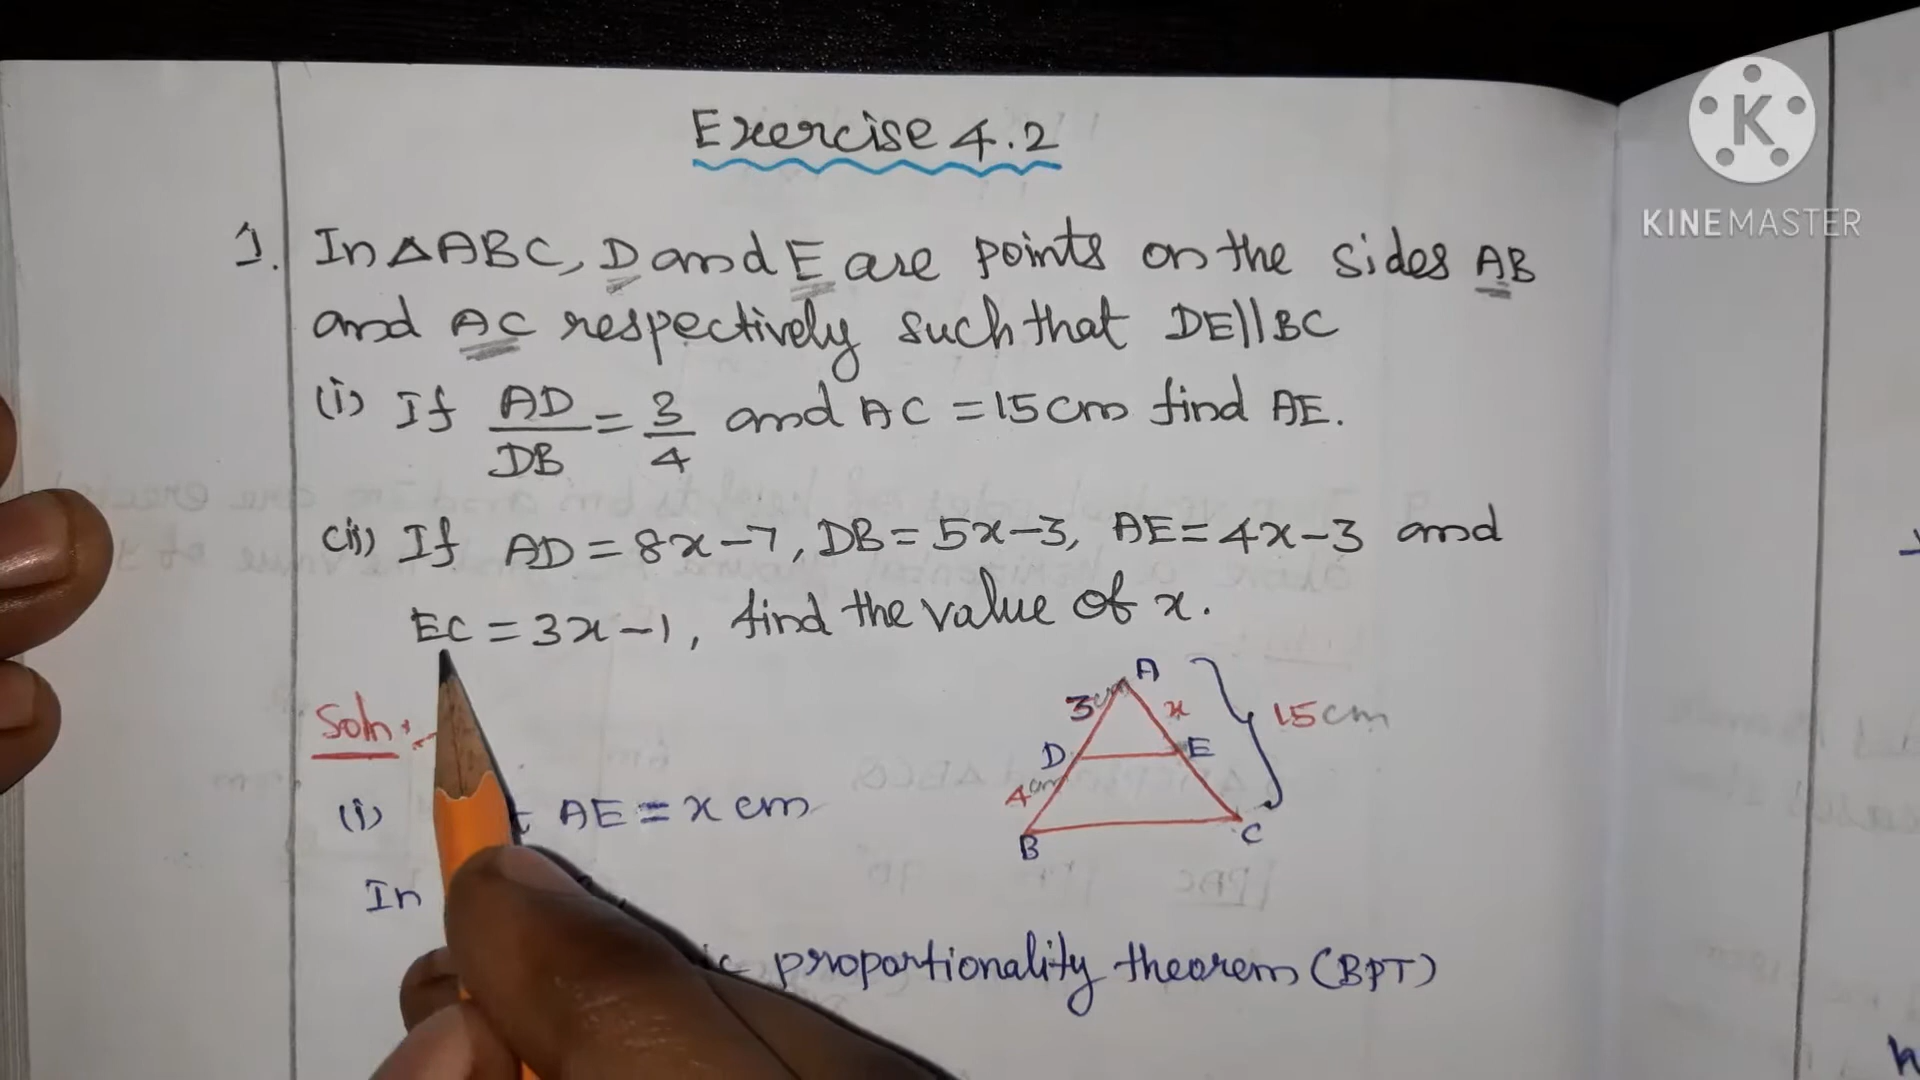 Exercise 4.2
1. In △ABC, D and E are points on the sides AB
and AC respectively such that DE||BC
(i) If AD/DB = 3/4 and AC = 15cm find AE.
(ii) If AD = 8x-7, DB = 5x-3, AE = 4x-3 and
EC = 3x-1, find the value of x.
Soln:-
A
3cm
x
15cm
D
E
4cm
B
C
(i) AE = x cm
In
proportionality theorem (BPT)
K
KINEMASTER